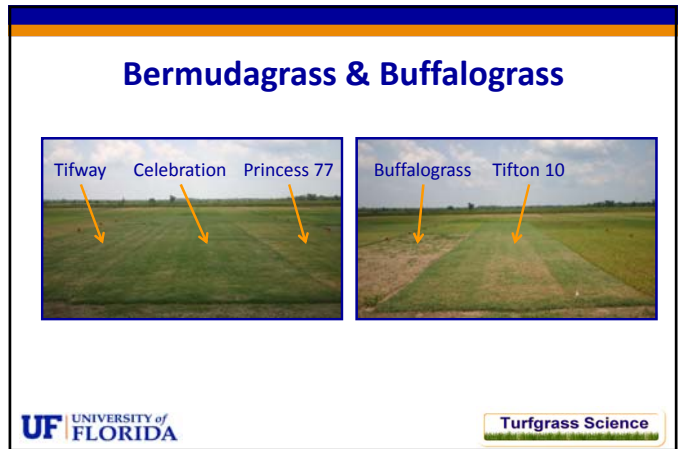 Bermudagrass & Buffalograss
Tifway Celebration Princess 77
Buffalograss Tifton 10
UF UNIVERSITY of
FLORIDA
Turfgrass Science